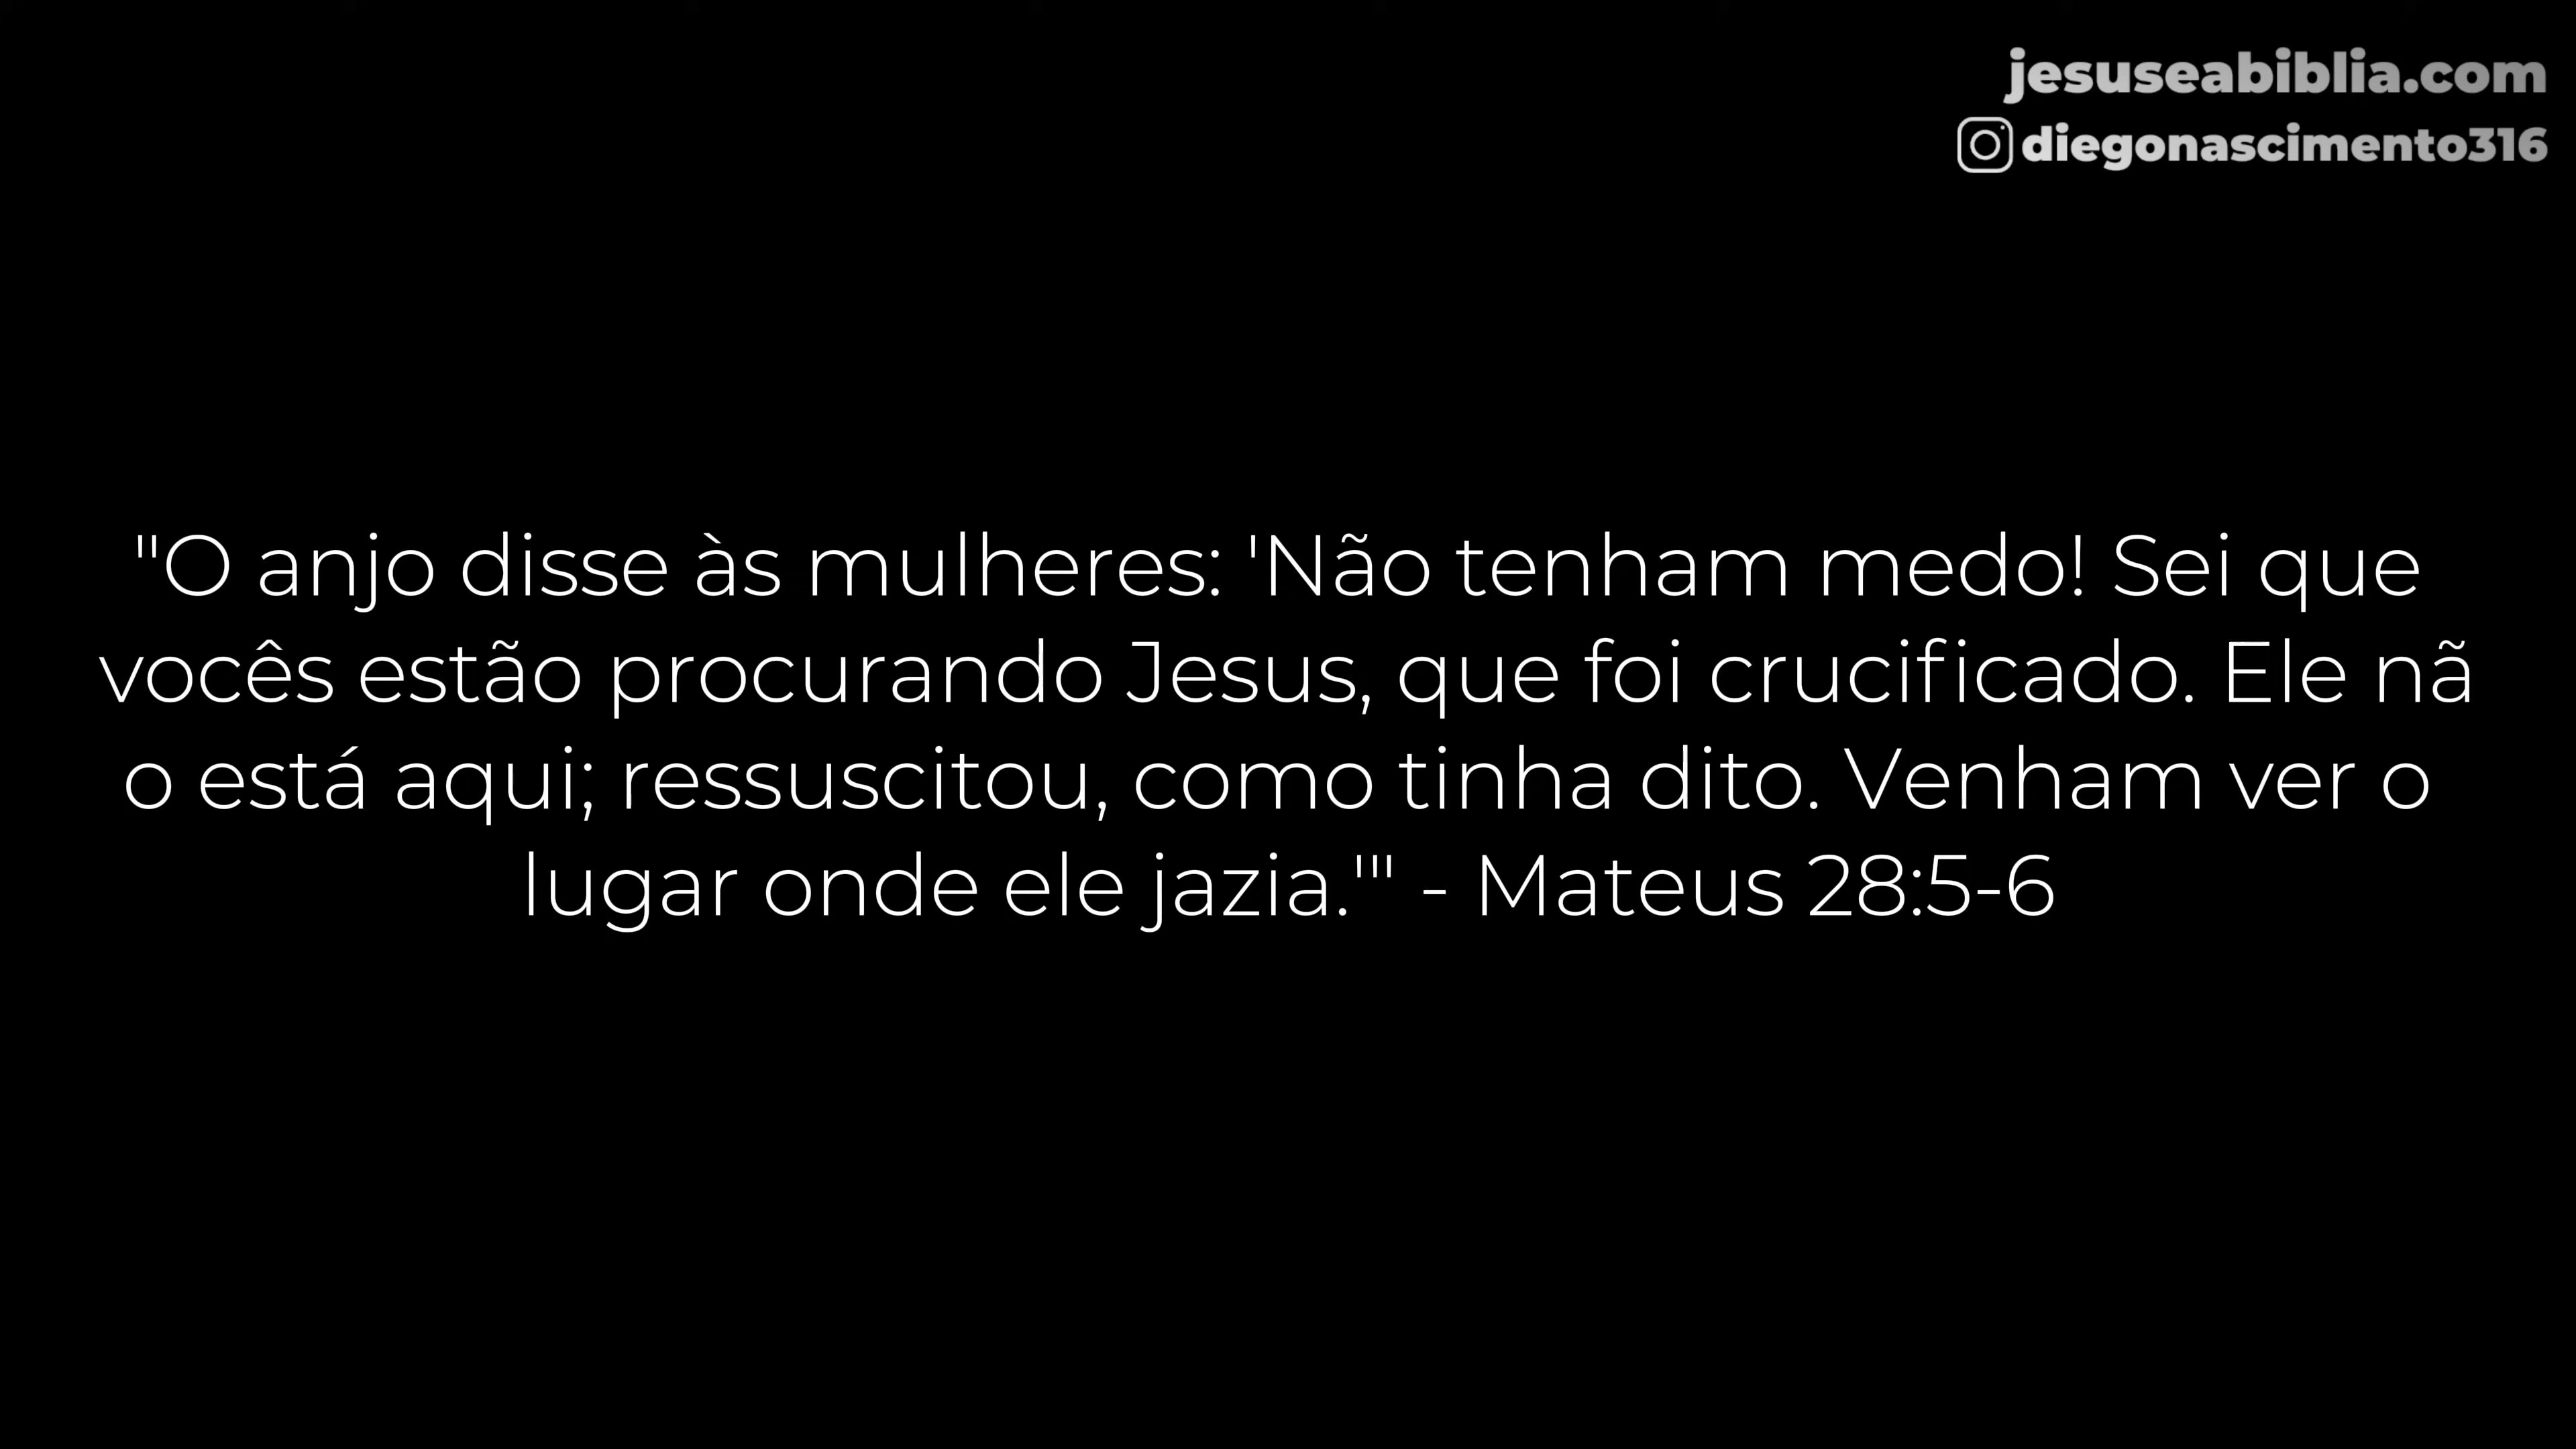 jesuseabiblia.com
diegonascimento316
"O anjo disse às mulheres: 'Não tenham medo! Sei que
vocês estão procurando Jesus, que foi crucificado. Ele nã
o está aqui; ressuscitou, como tinha dito. Venham ver o
lugar onde ele jazia.'" - Mateus 28:5-6